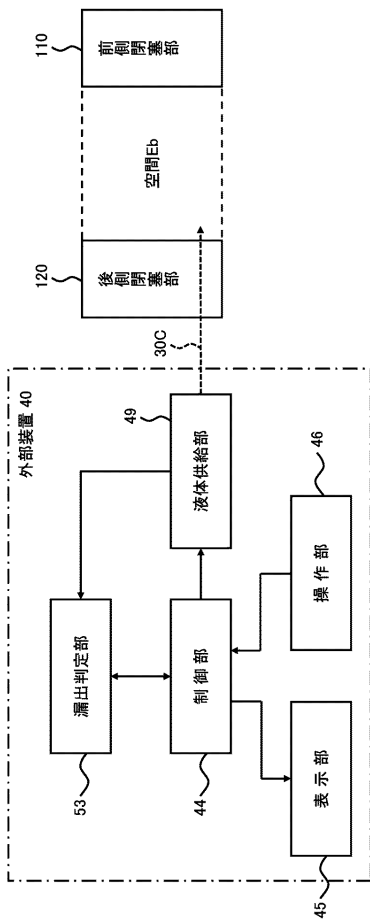 外部装置 40
漏出判定部
53
制御部
44
液体供給部
49
表示部
45
操作部
46
30C
後側閉塞部
120
空間Eb
前側閉塞部
110